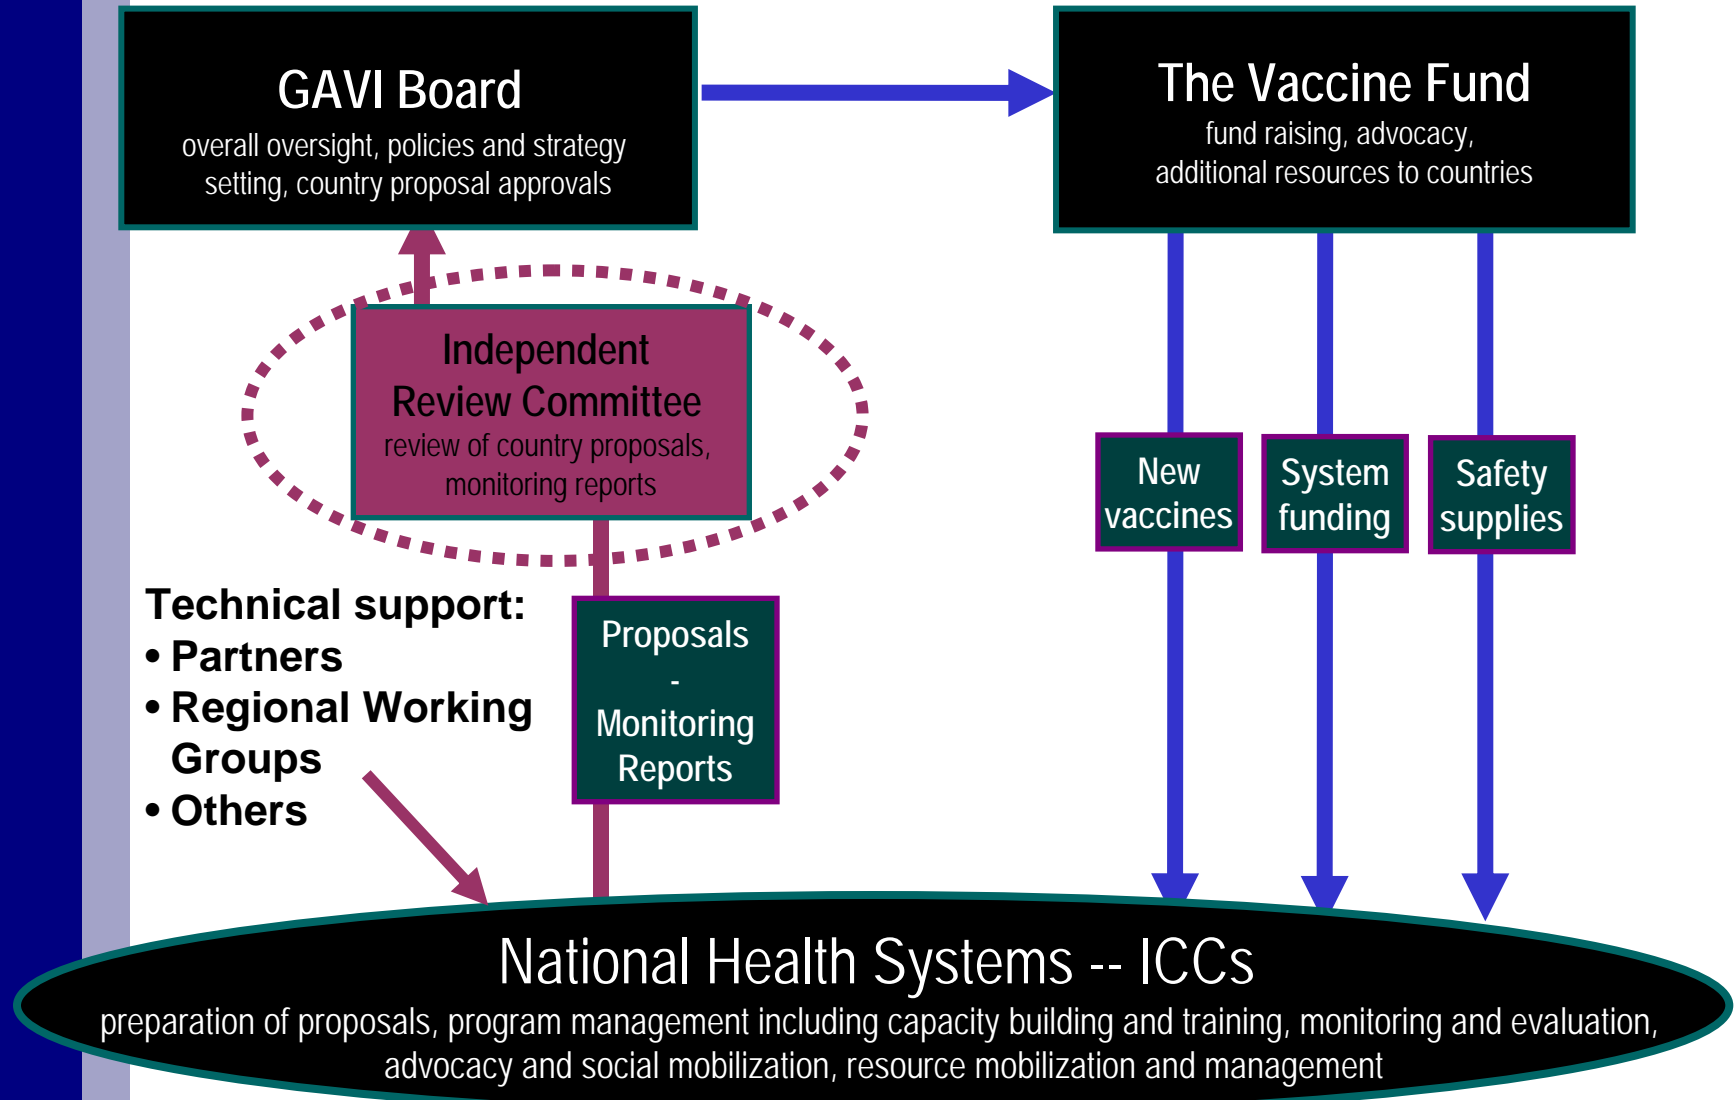 GAVI Board
overall oversight, policies and strategy
setting, country proposal approvals
The Vaccine Fund
fund raising, advocacy,
additional resources to countries
Independent
Review Committee
review of country proposals,
monitoring reports
New
vaccines
System
funding
Safety
supplies
Technical support:
• Partners
• Regional Working
Groups
• Others
Proposals
-
Monitoring
Reports
National Health Systems -- ICCs
preparation of proposals, program management including capacity building and training, monitoring and evaluation,
advocacy and social mobilization, resource mobilization and management